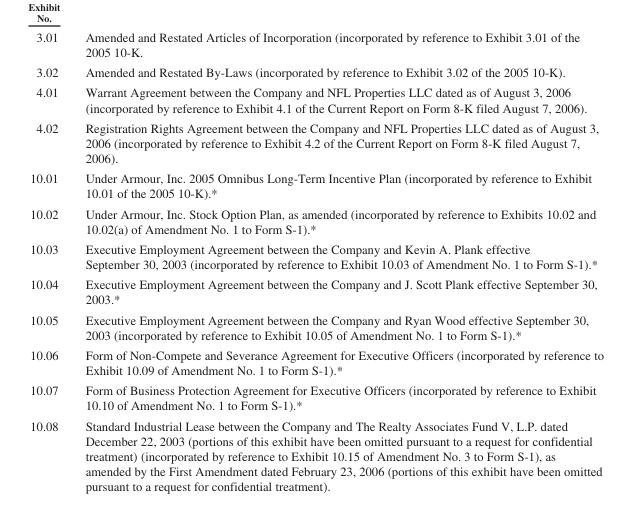 Exhibit
No.
3.01 Amended and Restated Articles of Incorporation (incorporated by reference to Exhibit 3.01 of the
2005 10-K.
3.02 Amended and Restated By-Laws (incorporated by reference to Exhibit 3.02 of the 2005 10-K).
4.01 Warrant Agreement between the Company and NFL Properties LLC dated as of August 3, 2006
(incorporated by reference to Exhibit 4.1 of the Current Report on Form 8-K filed August 7, 2006).
4.02 Registration Rights Agreement between the Company and NFL Properties LLC dated as of August 3,
2006 (incorporated by reference to Exhibit 4.2 of the Current Report on Form 8-K filed August 7,
2006).
10.01 Under Armour, Inc. 2005 Omnibus Long-Term Incentive Plan (incorporated by reference to Exhibit
10.01 of the 2005 10-K).*
10.02 Under Armour, Inc. Stock Option Plan, as amended (incorporated by reference to Exhibits 10.02 and
10.02(a) of Amendment No. 1 to Form S-1).*
10.03 Executive Employment Agreement between the Company and Kevin A. Plank effective
September 30, 2003 (incorporated by reference to Exhibit 10.03 of Amendment No. 1 to Form S-1).*
10.04 Executive Employment Agreement between the Company and J. Scott Plank effective September 30,
2003.*
10.05 Executive Employment Agreement between the Company and Ryan Wood effective September 30,
2003 (incorporated by reference to Exhibit 10.05 of Amendment No. 1 to Form S-1).*
10.06 Form of Non-Compete and Severance Agreement for Executive Officers (incorporated by reference to
Exhibit 10.09 of Amendment No. 1 to Form S-1).*
10.07 Form of Business Protection Agreement for Executive Officers (incorporated by reference to Exhibit
10.10 of Amendment No. 1 to Form S-1).*
10.08 Standard Industrial Lease between the Company and The Realty Associates Fund V, L.P. dated
December 22, 2003 (portions of this exhibit have been omitted pursuant to a request for confidential
treatment) (incorporated by reference to Exhibit 10.15 of Amendment No. 3 to Form S-1), as
amended by the First Amendment dated February 23, 2006 (portions of this exhibit have been omitted
pursuant to a request for confidential treatment).